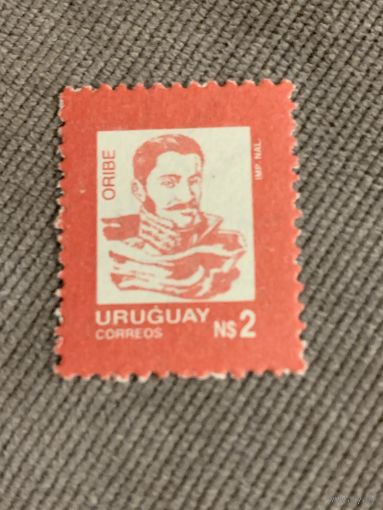 ORIBE
IMP. NAL.
URUGUAY
CORREOS
N$ 2